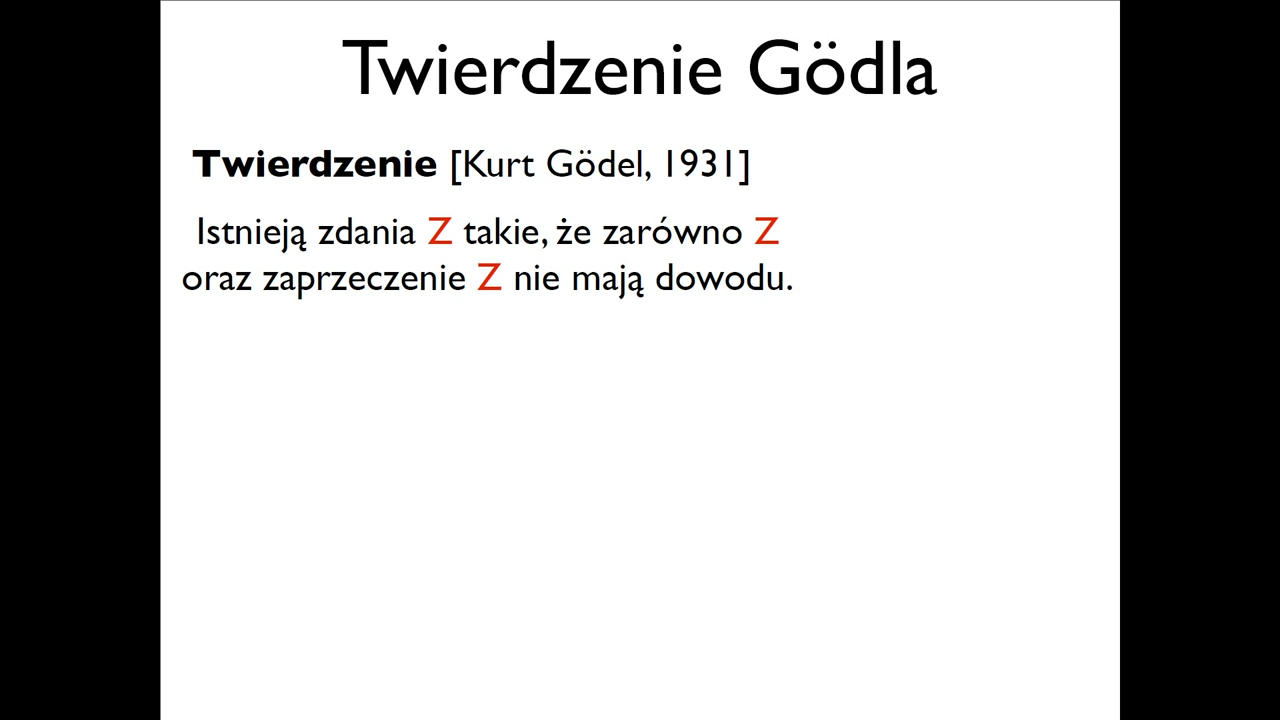 Twierdzenie Gödla
Twierdzenie [Kurt Gödel, 1931]
Istnieją zdania Z takie, że zarówno Z
oraz zaprzeczenie Z nie mają dowodu.